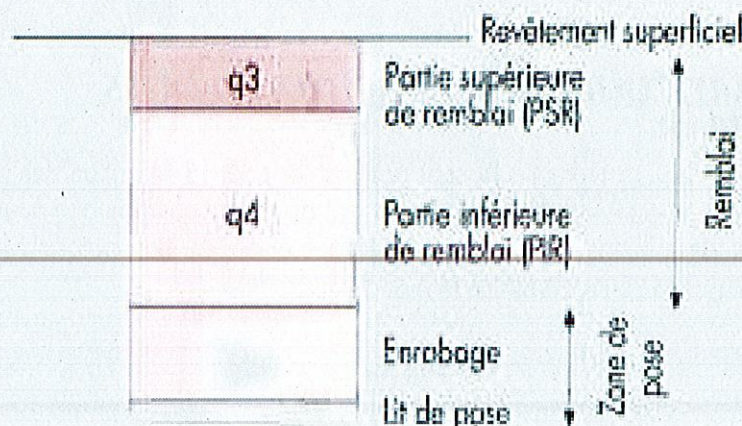 Revêtement superficiel
q3
Partie supérieure
de remblai (PSR)
Remblai
q4
Partie inférieure
de remblai (PIR)
Enrobage
Zone de
pose
Lit de pose